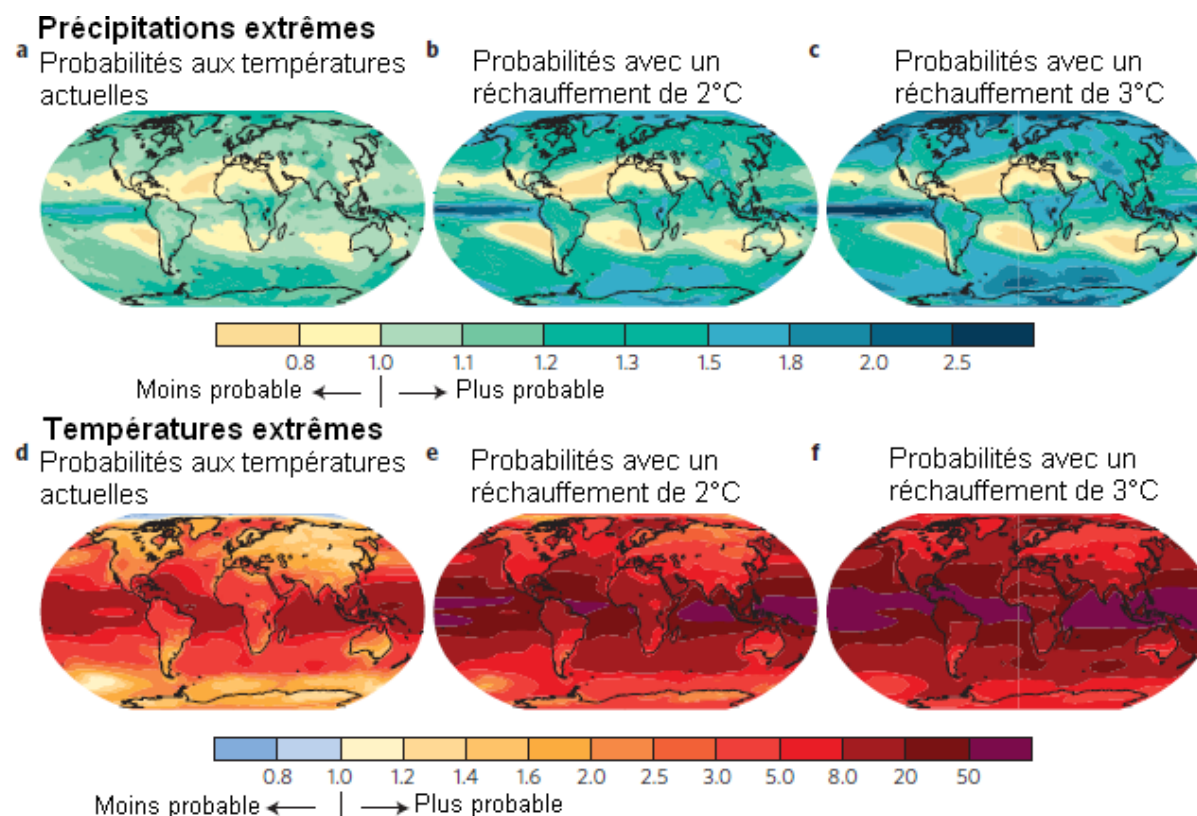 Précipitations extrêmes
a Probabilités aux températures actuelles
b Probabilités avec un réchauffement de 2°C
c Probabilités avec un réchauffement de 3°C
0.8 1.0 1.1 1.2 1.3 1.5 1.8 2.0 2.5
Moins probable ← | → Plus probable
Températures extrêmes
d Probabilités aux températures actuelles
e Probabilités avec un réchauffement de 2°C
f Probabilités avec un réchauffement de 3°C
0.8 1.0 1.2 1.4 1.6 2.0 2.5 3.0 5.0 8.0 20 50
Moins probable ← | → Plus probable